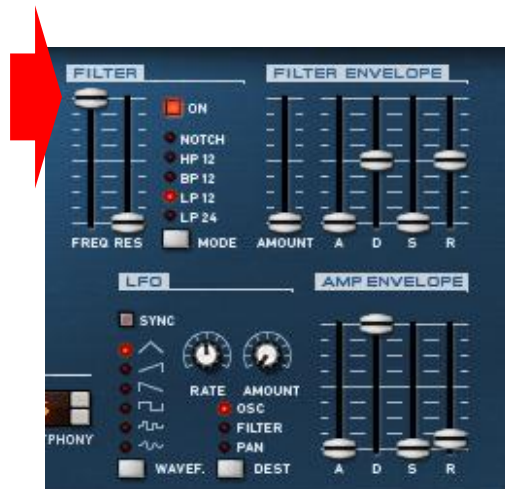 FILTER
ON
NOTCH
HP 12
BP 12
LP 12
LP 24
FREQ RES MODE
FILTER ENVELOPE
AMOUNT A D S R
LFO
SYNC
RATE AMOUNT
OSC
FILTER
PAN
WAVEF. DEST
AMP ENVELOPE
A D S R